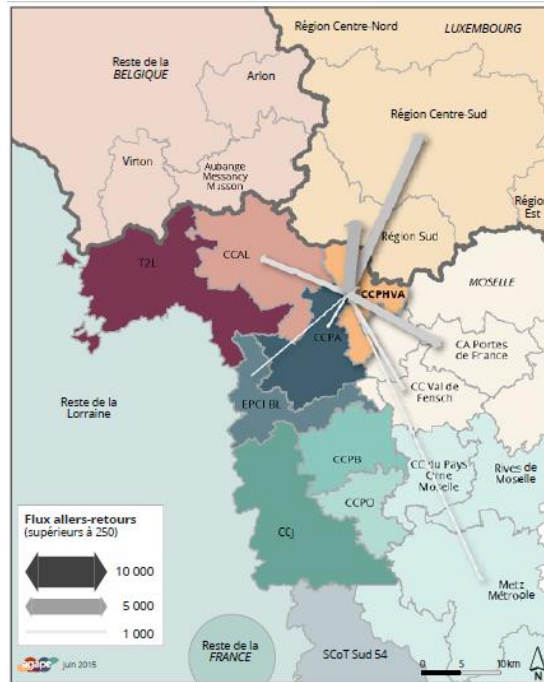 Région Centre-Nord
LUXEMBOURG
Reste de la
BELGIQUE
Arlon
Région Centre-Sud
Virton
Aubange
Messancy
Musson
Région
Est
Région Sud
T2L
CCAL
CCPHVA
MOSELLE
CCPA
CA Portes
de France
CC Val de
Fensch
EPCI BL
Reste de la
Lorraine
CCPB
CC du Pays
Orne
Moselle
Rives de
Moselle
CCPO
CCJ
Flux allers-retours
(supérieurs à 250)
10 000
5 000
1 000
Metz
Métropole
Reste de la
FRANCE
SCoT Sud 54
agape
Juin 2015
0
5
10km
N